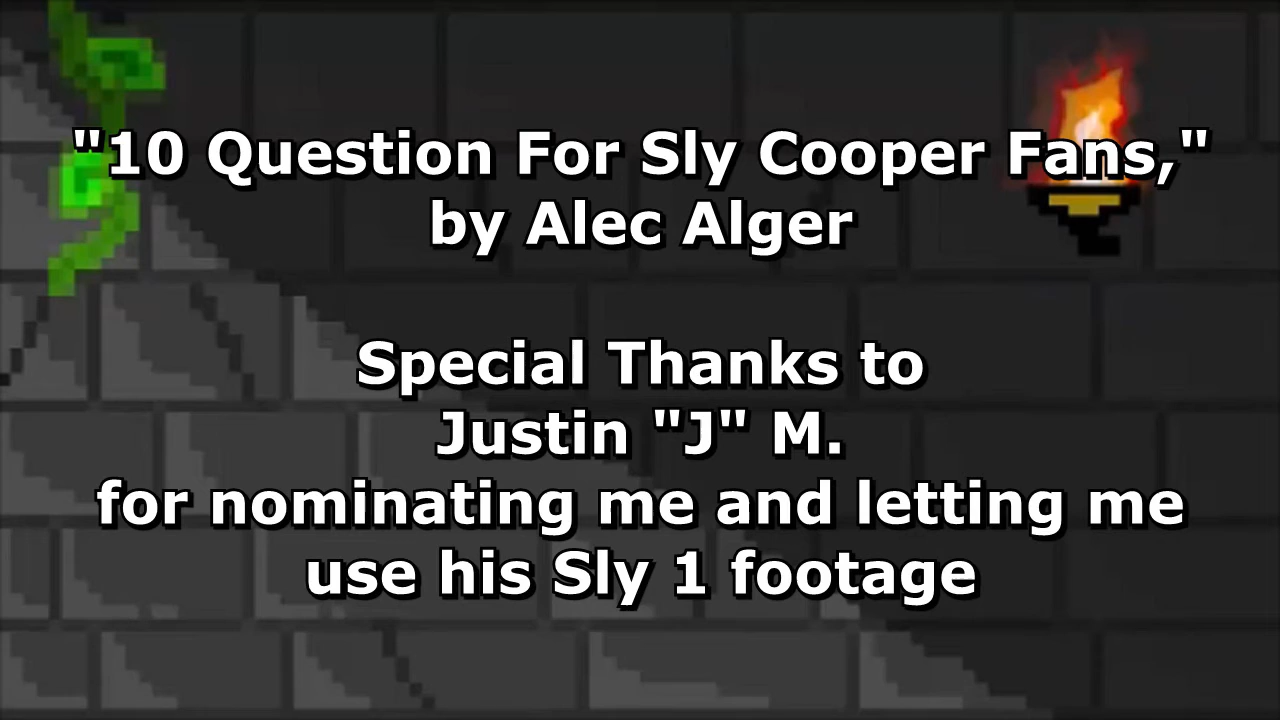 "10 Question For Sly Cooper Fans,"
by Alec Alger
Special Thanks to
Justin "J" M.
for nominating me and letting me
use his Sly 1 footage